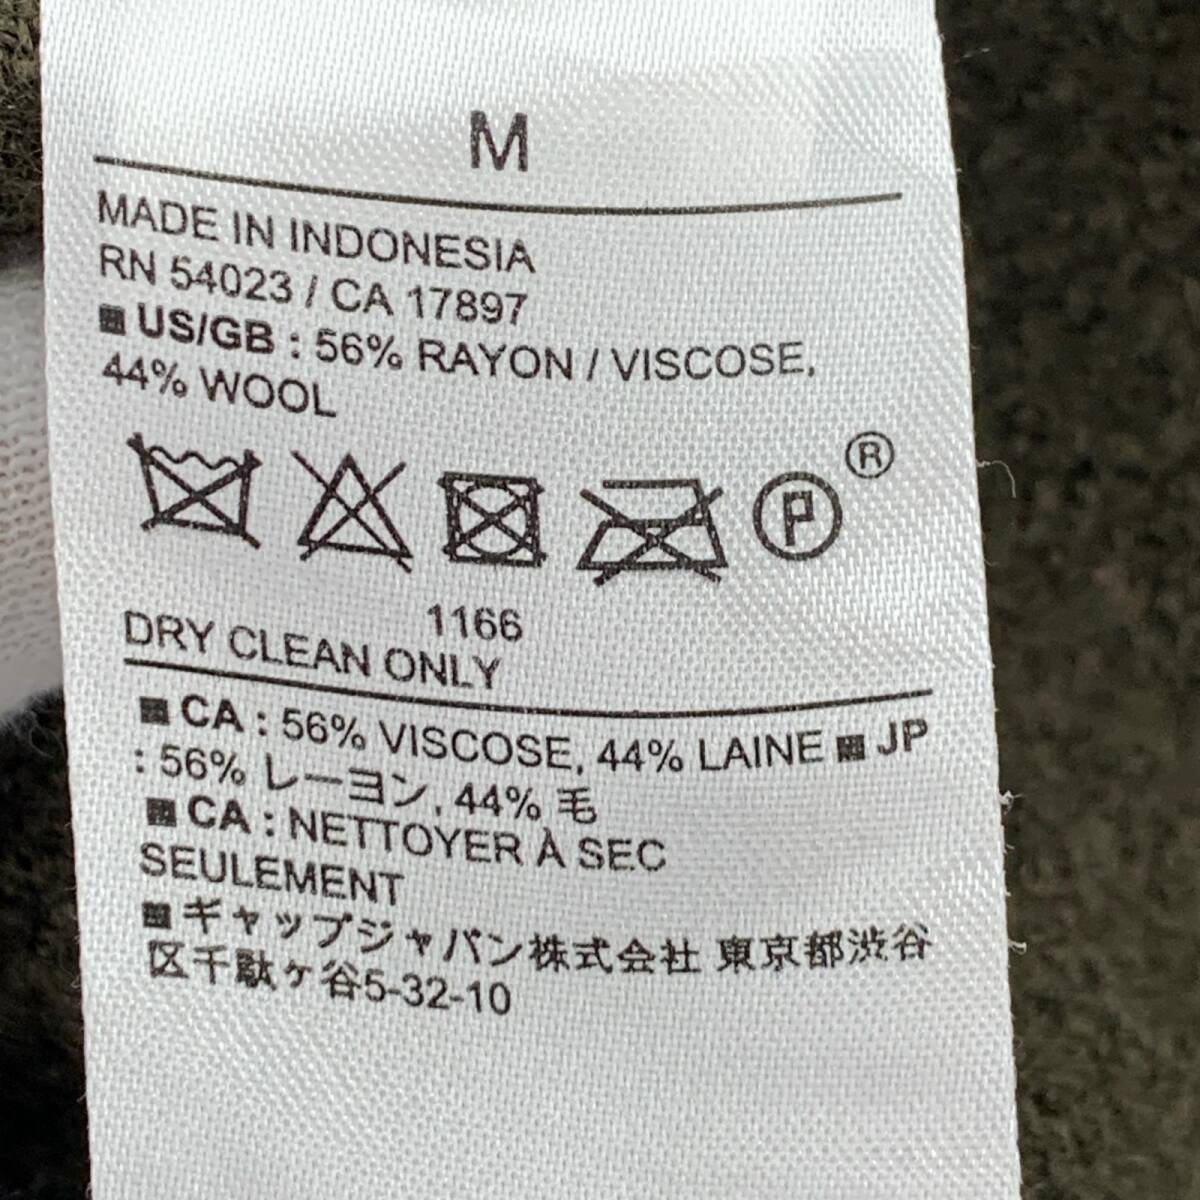 M
MADE IN INDONESIA
RN 54023 / CA 17897
■ US/GB : 56% RAYON / VISCOSE,
44% WOOL
P ®
1166
DRY CLEAN ONLY
■ CA : 56% VISCOSE, 44% LAINE ■ JP
: 56% レーヨン, 44% 毛
■ CA : NETTOYER À SEC
SEULEMENT
■ ギャップジャパン株式会社 東京都渋谷
区千駄ヶ谷5-32-10